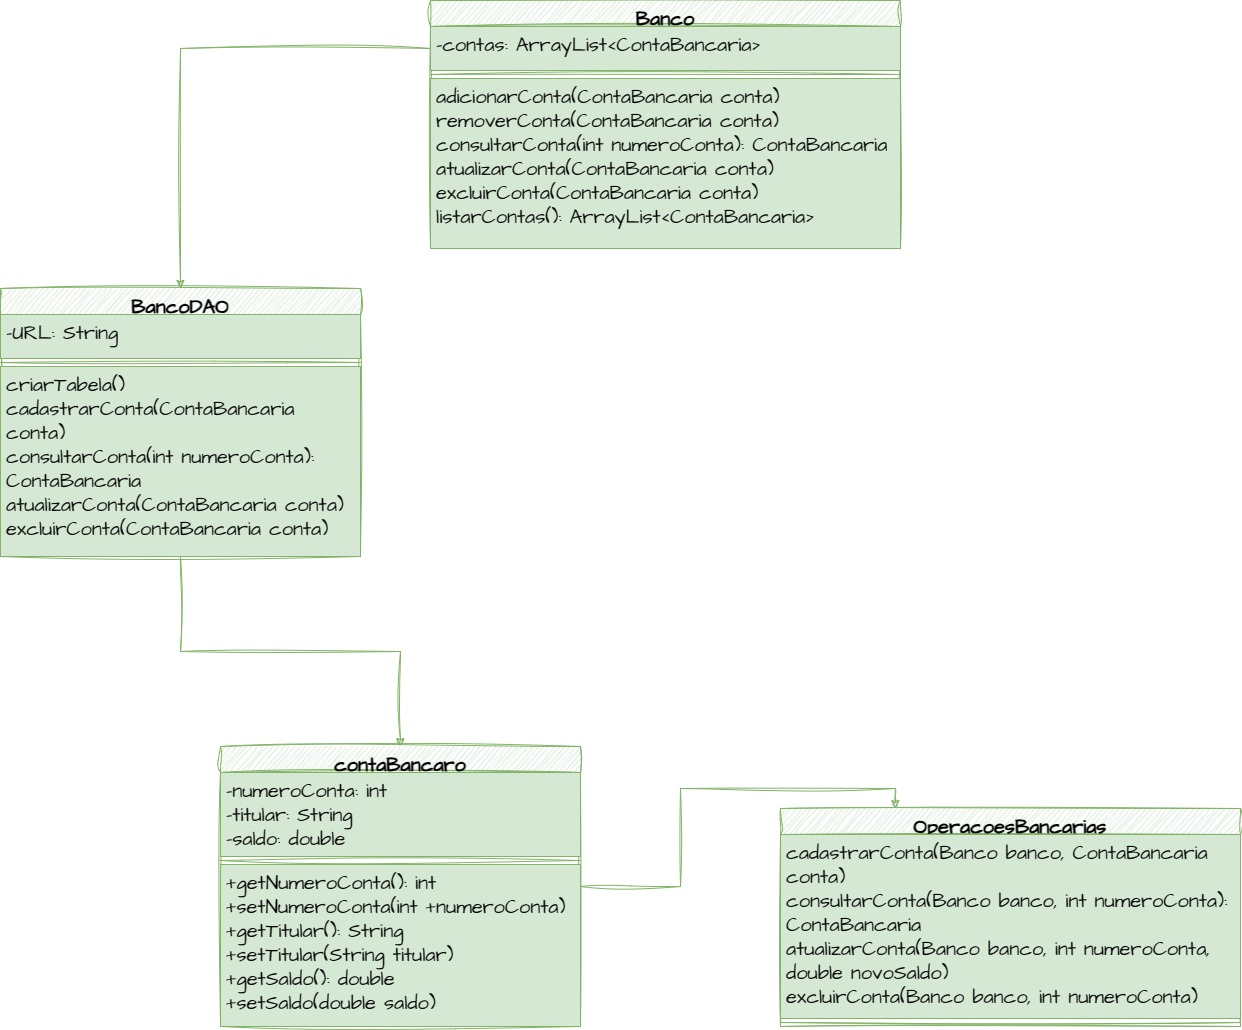 Banco
-contas: ArrayList<ContaBancaria>
adicionarConta(ContaBancaria conta)
removerConta(ContaBancaria conta)
consultarConta(int numeroConta): ContaBancaria
atualizarConta(ContaBancaria conta)
excluirConta(ContaBancaria conta)
listarContas(): ArrayList<ContaBancaria>
BancoDAO
-URL: String
criarTabela()
cadastrarConta(ContaBancaria
conta)
consultarConta(int numeroConta):
ContaBancaria
atualizarConta(ContaBancaria conta)
excluirConta(ContaBancaria conta)
contaBancaro
-numeroConta: int
-titular: String
-saldo: double
+getNumeroConta(): int
+setNumeroConta(int +numeroConta)
+getTitular(): String
+setTitular(String titular)
+getSaldo(): double
+setSaldo(double saldo)
OperacoesBancarias
cadastrarConta(Banco banco, ContaBancaria
conta)
consultarConta(Banco banco, int numeroConta):
ContaBancaria
atualizarConta(Banco banco, int numeroConta,
double novoSaldo)
excluirConta(Banco banco, int numeroConta)